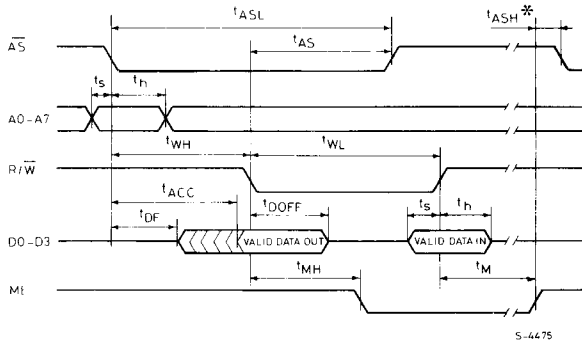 tASL
tASH*
tAS
AS
ts
th
A0-A7
tWH
tWL
R/W
tACC
tDOFF
ts
th
tDF
D0-D3
VALID DATA OUT
VALID DATA IN
tMH
tM
ME
S-4475